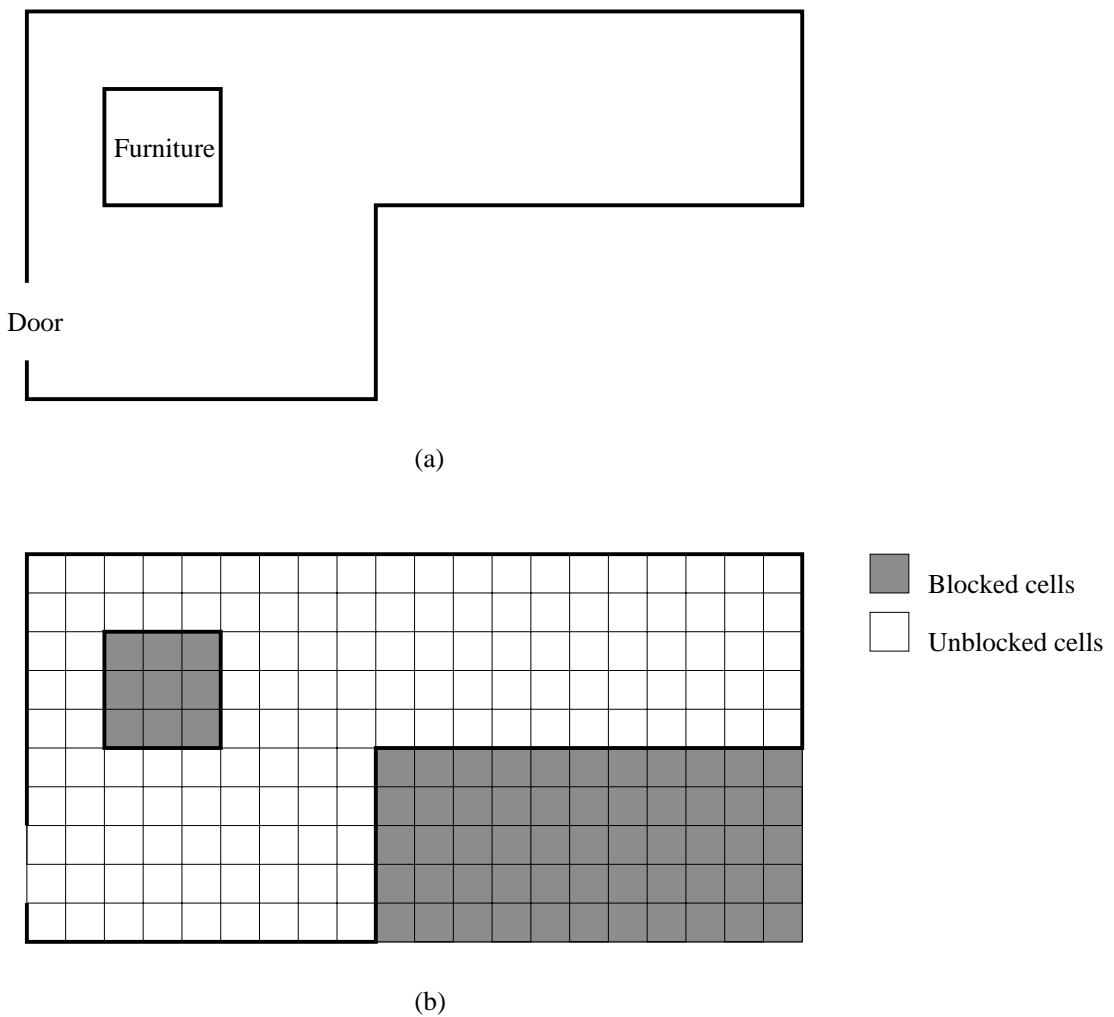 Furniture
Door
(a)
Blocked cells
Unblocked cells
(b)